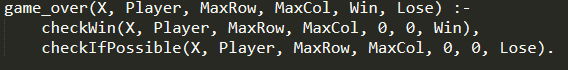 game_over(X, Player, MaxRow, MaxCol, Win, Lose) :-
    checkWin(X, Player, MaxRow, MaxCol, 0, 0, Win),
    checkIfPossible(X, Player, MaxRow, MaxCol, 0, 0, Lose).